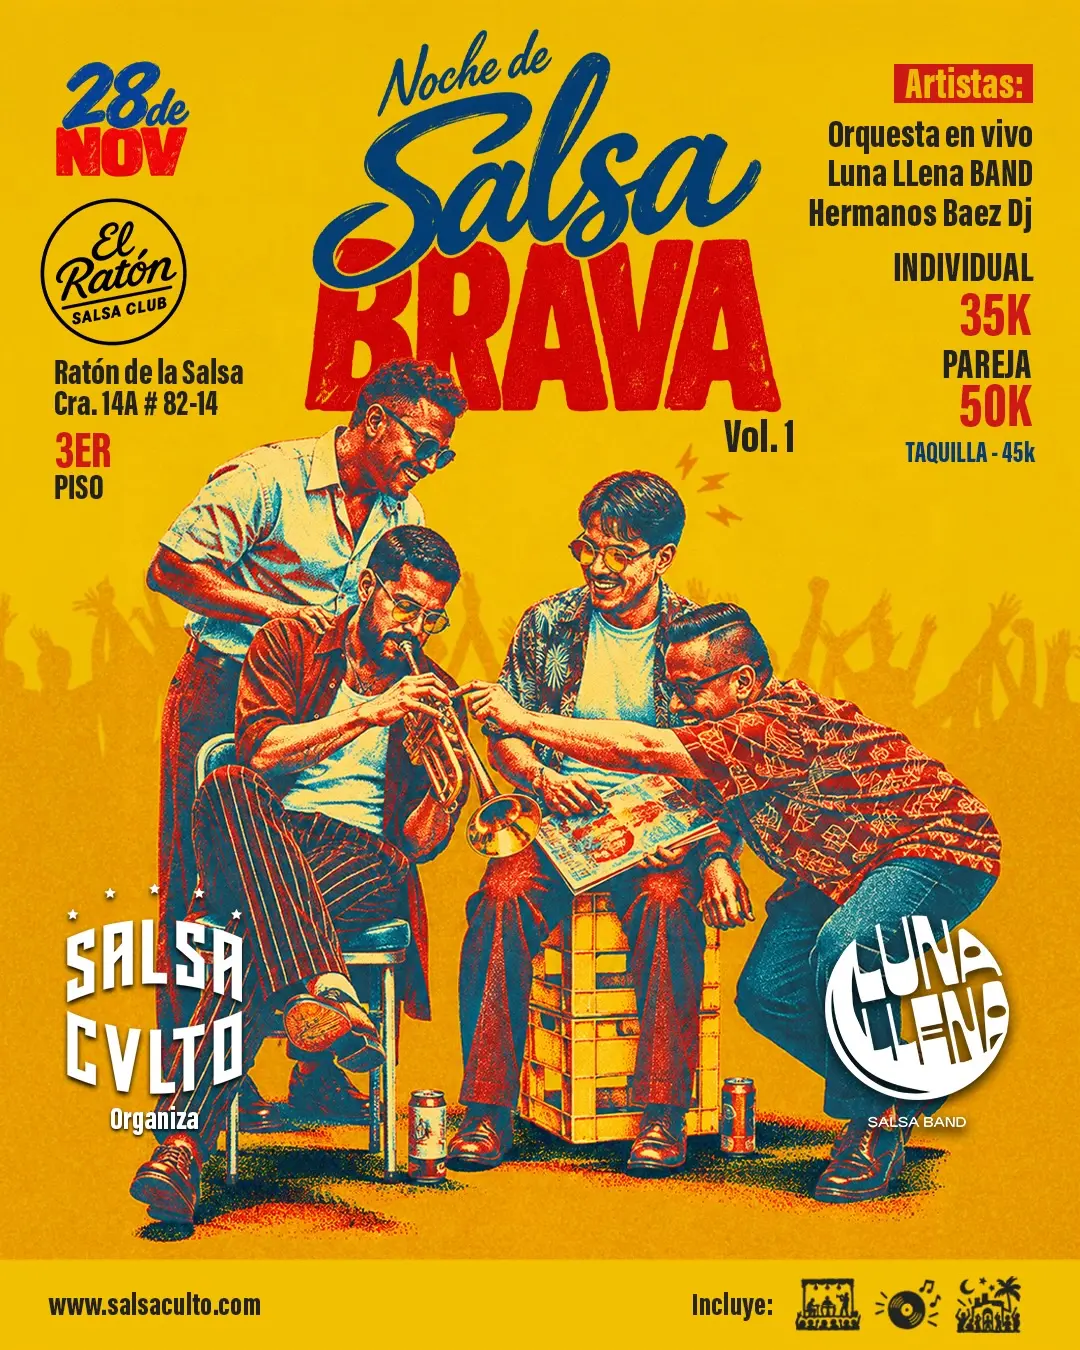 28 de
NOV
El
Ratón
SALSA CLUB
Ratón de la Salsa
Cra. 14A # 82-14
3ER
PISO
Noche de
Salsa
BRAVA
Vol. 1
Artistas:
Orquesta en vivo
Luna LLena BAND
Hermanos Baez Dj
INDIVIDUAL
35K
PAREJA
50K
TAQUILLA - 45k
SALSA
CVLTO
Organiza
LUNA
LLENA
SALSA BAND
www.salsaculto.com
Incluye: